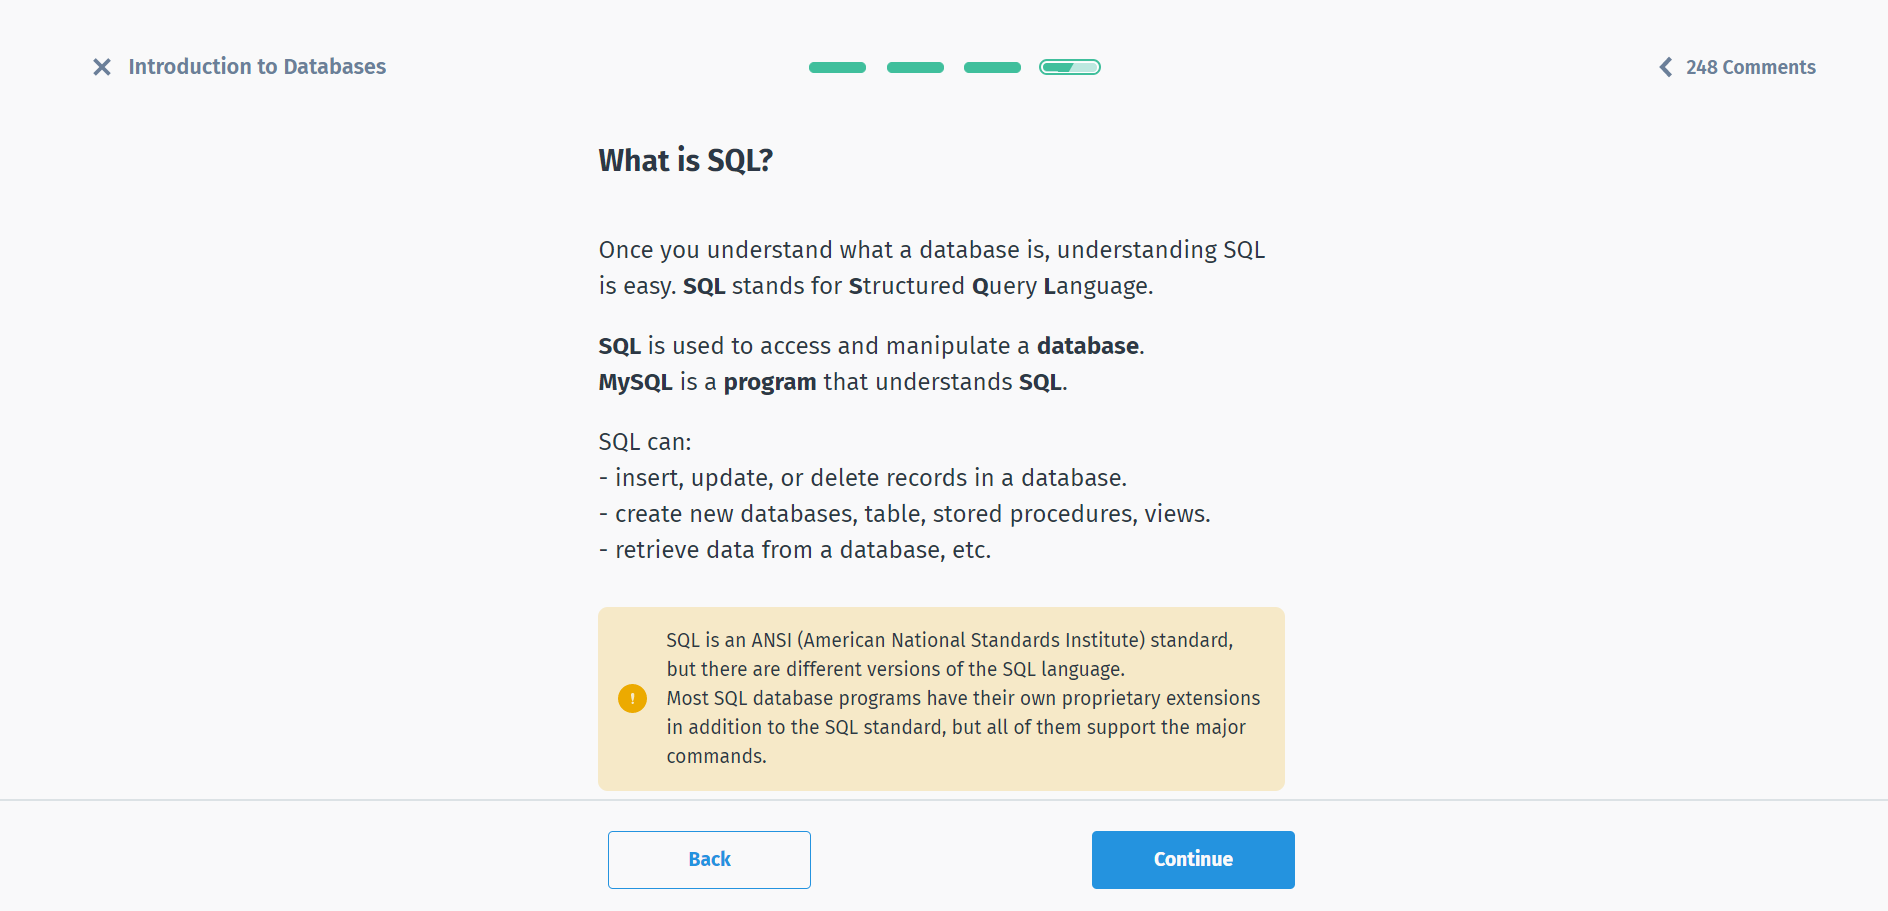 Introduction to Databases
248 Comments
What is SQL?
Once you understand what a database is, understanding SQL
is easy. SQL stands for Structured Query Language.
SQL is used to access and manipulate a database.
MySQL is a program that understands SQL.
SQL can:
- insert, update, or delete records in a database.
- create new databases, table, stored procedures, views.
- retrieve data from a database, etc.
SQL is an ANSI (American National Standards Institute) standard,
but there are different versions of the SQL language.
Most SQL database programs have their own proprietary extensions
in addition to the SQL standard, but all of them support the major
commands.
Back
Continue